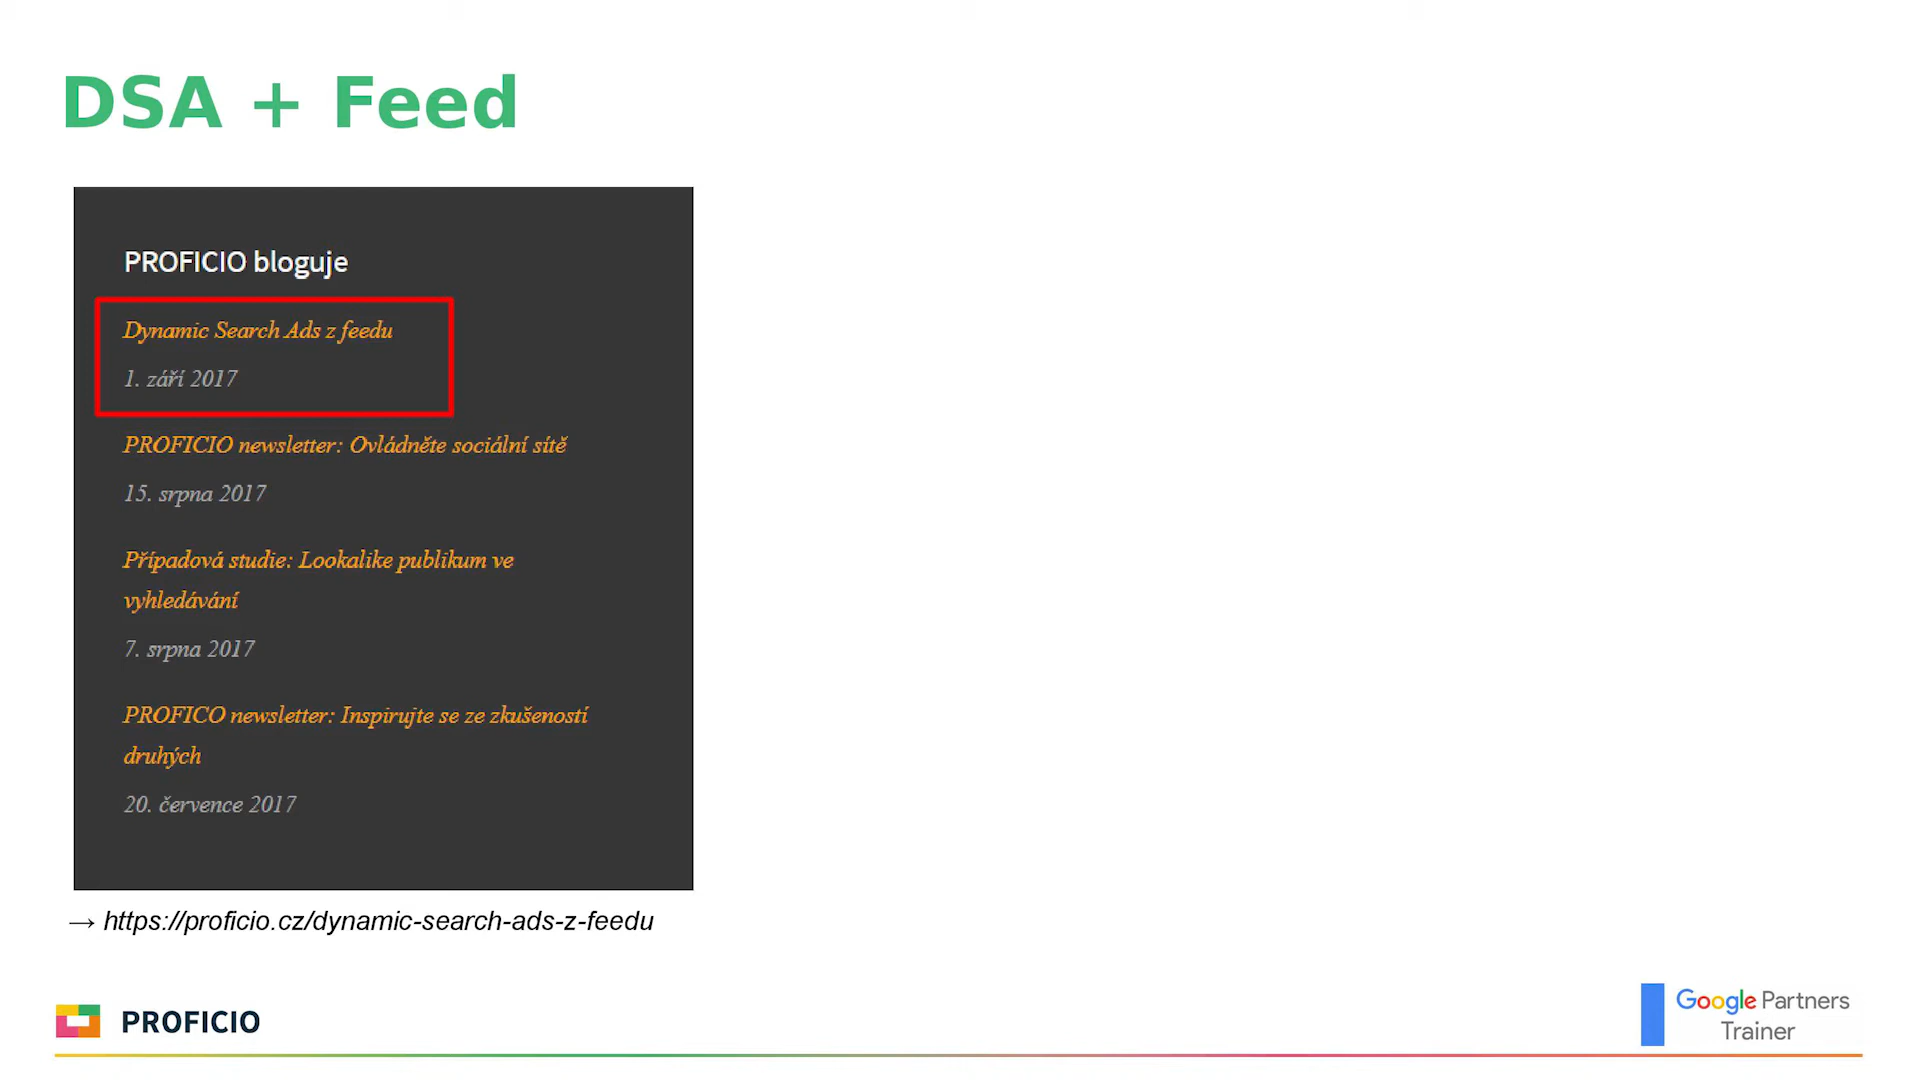 DSA + Feed
PROFICIO bloguje
Dynamic Search Ads z feedu
1. září 2017
PROFICIO newsletter: Ovládněte sociální sítě
15. srpna 2017
Případová studie: Lookalike publikum ve
vyhledávání
7. srpna 2017
PROFICO newsletter: Inspirujte se ze zkušeností
druhých
20. července 2017
→ https://proficio.cz/dynamic-search-ads-z-feedu
PROFICIO
Google Partners
Trainer